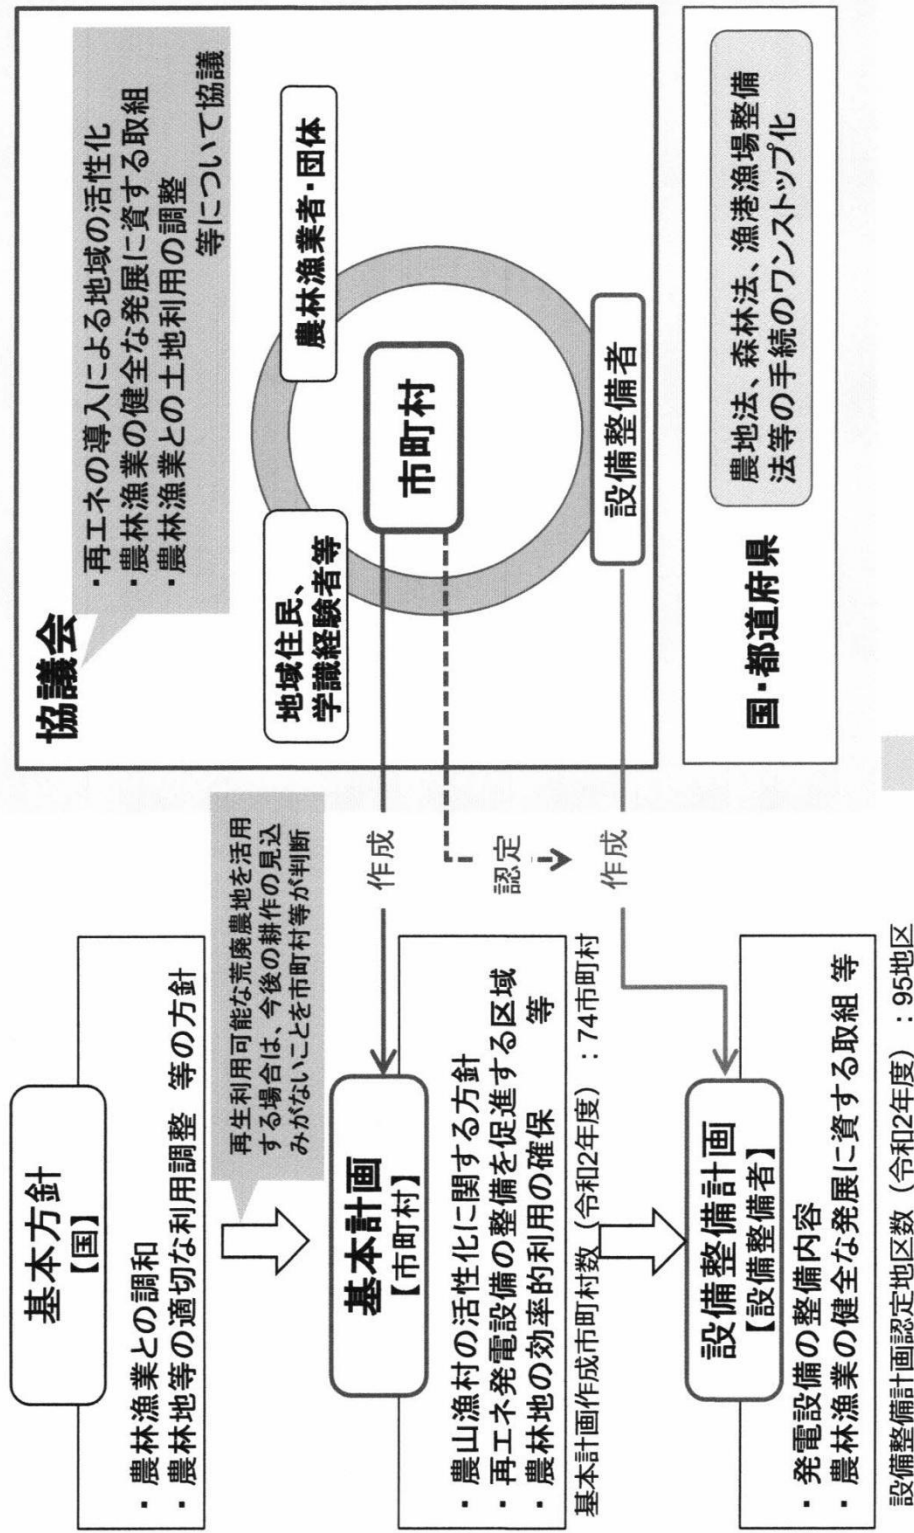 基本方針
【国】
・ 農林漁業との調和
・ 農林地等の適切な利用調整 等の方針
再生利用可能な荒廃農地を活用
する場合は、今後の耕作の見込
みがないことを市町村等が判断
基本計画
【市町村】
・ 農山漁村の活性化に関する方針
・ 再エネ発電設備の整備を促進する区域
・ 農林地の効率的利用の確保 等
基本計画作成市町村数（令和2年度）：74市町村
設備整備計画
【設備整備者】
・ 発電設備の整備内容
・ 農林漁業の健全な発展に資する取組 等
設備整備計画認定地区数（令和2年度）：95地区
作成
認定
作成
協議会
・再エネの導入による地域の活性化
・農林漁業の健全な発展に資する取組
・農林漁業との土地利用の調整
等について協議
地域住民、
学識経験者等
農林漁業者・団体
市町村
設備整備者
国・都道府県
農地法、森林法、漁港漁場整備
法等の手続のワンストップ化